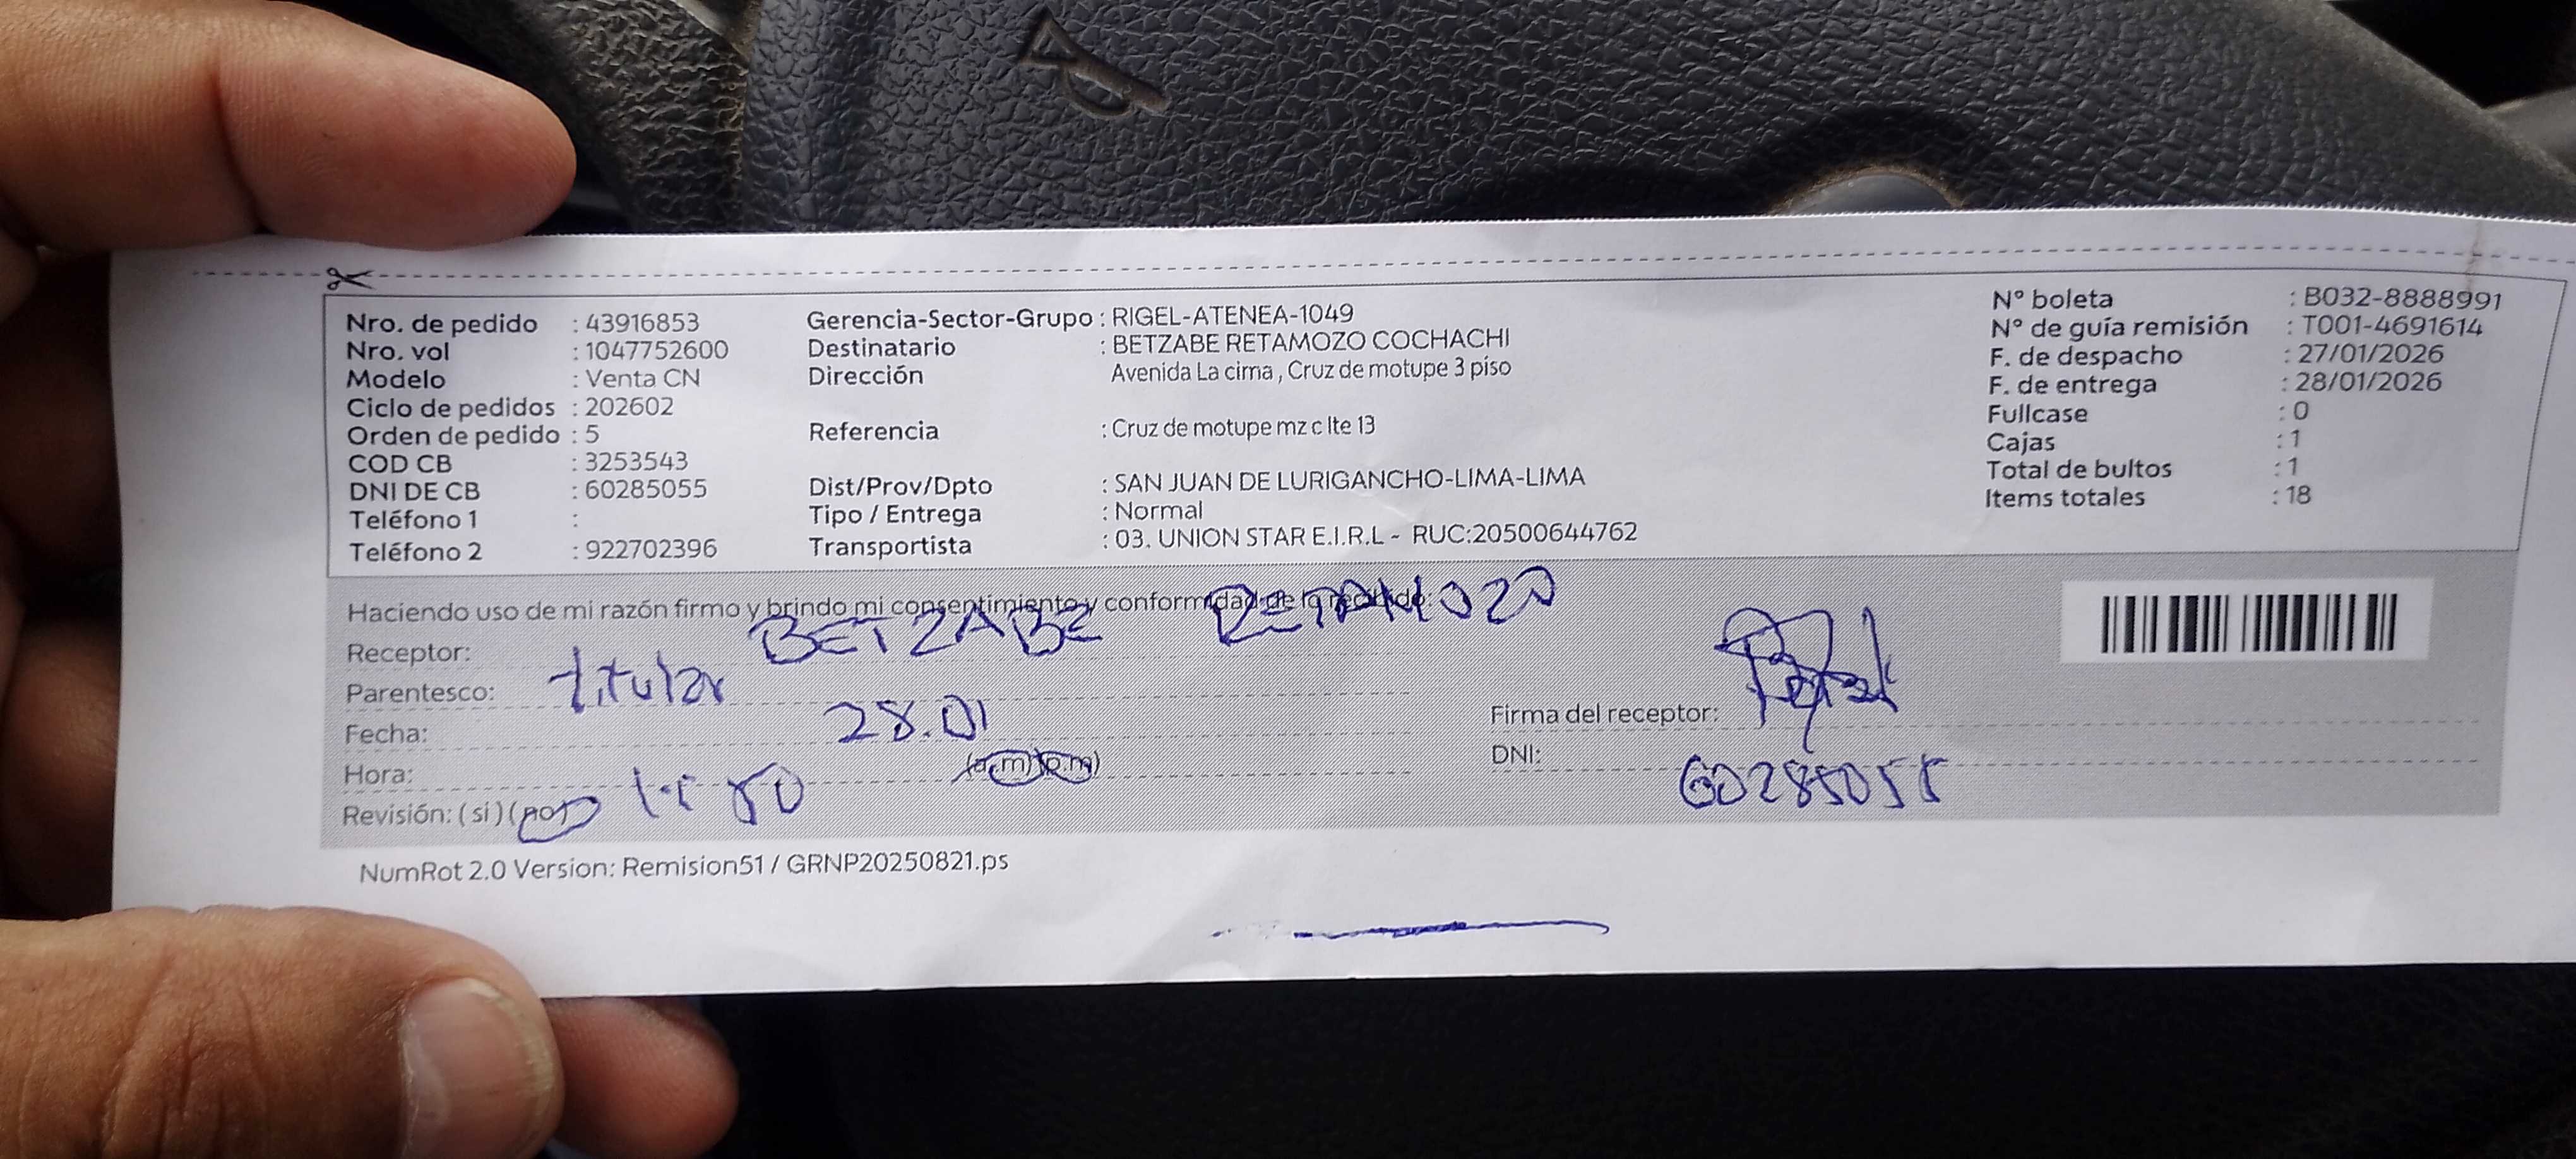 Nro. de pedido : 43916853
Nro. vol : 1047752600
Modelo : Venta CN
Ciclo de pedidos : 202602
Orden de pedido : 5
COD CB : 3253543
DNI DE CB : 60285055
Teléfono 1 :
Teléfono 2 : 922702396
Gerencia-Sector-Grupo : RIGEL-ATENEA-1049
Destinatario : BETZABE RETAMOZO COCHACHI
Dirección Avenida La cima , Cruz de motupe 3 piso
Referencia : Cruz de motupe mz c lte 13
Dist/Prov/Dpto : SAN JUAN DE LURIGANCHO-LIMA-LIMA
Tipo / Entrega : Normal
Transportista : 03. UNION STAR E.I.R.L - RUC:20500644762
N° boleta : B032-8888991
N° de guía remisión : T001-4691614
F. de despacho : 27/01/2026
F. de entrega : 28/01/2026
Fullcase : 0
Cajas : 1
Total de bultos : 1
Items totales : 18
Haciendo uso de mi razón firmo y brindo mi consentimiento y conformidad de lo recibido:
Receptor: BETZABE RETAMOZO
Parentesco: titular
Fecha: 28.01
Hora: (a.m) (p.m)
Revisión: ( si ) ( no )
Firma del receptor:
DNI: 60285055
NumRot 2.0 Version: Remision51 / GRNP20250821.ps